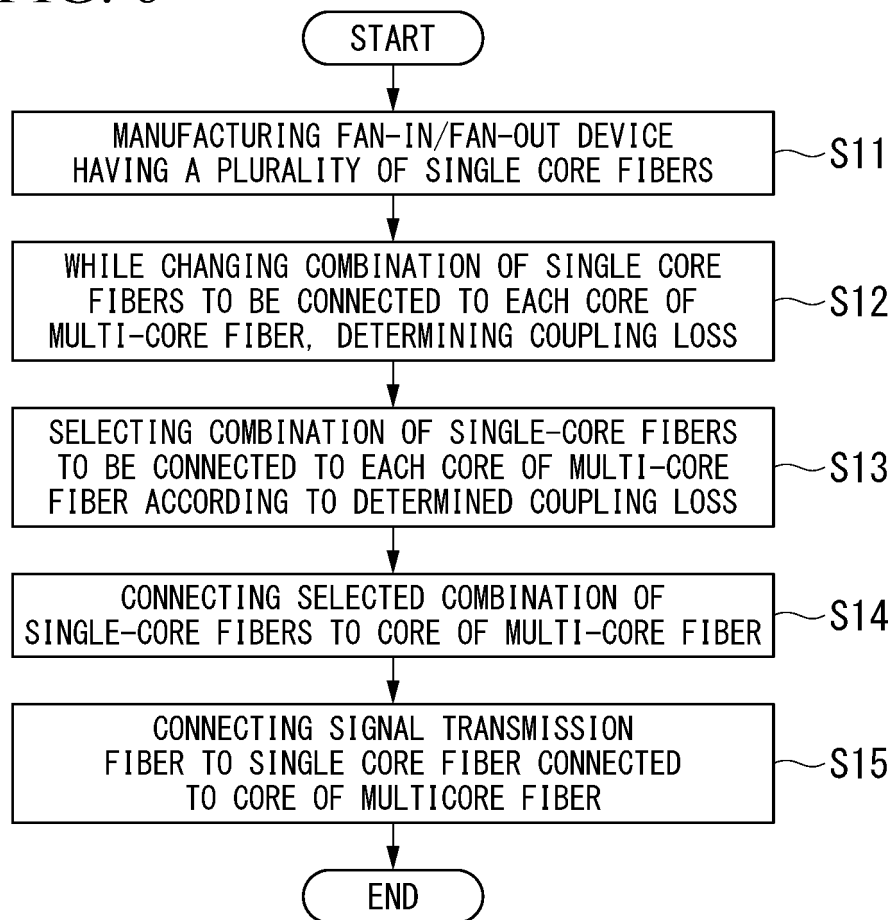 START
MANUFACTURING FAN-IN/FAN-OUT DEVICE
HAVING A PLURALITY OF SINGLE CORE FIBERS
S11
WHILE CHANGING COMBINATION OF SINGLE CORE
FIBERS TO BE CONNECTED TO EACH CORE OF
MULTI-CORE FIBER, DETERMINING COUPLING LOSS
S12
SELECTING COMBINATION OF SINGLE-CORE FIBERS
TO BE CONNECTED TO EACH CORE OF MULTI-CORE
FIBER ACCORDING TO DETERMINED COUPLING LOSS
S13
CONNECTING SELECTED COMBINATION OF
SINGLE-CORE FIBERS TO CORE OF MULTI-CORE FIBER
S14
CONNECTING SIGNAL TRANSMISSION
FIBER TO SINGLE CORE FIBER CONNECTED
TO CORE OF MULTICORE FIBER
S15
END